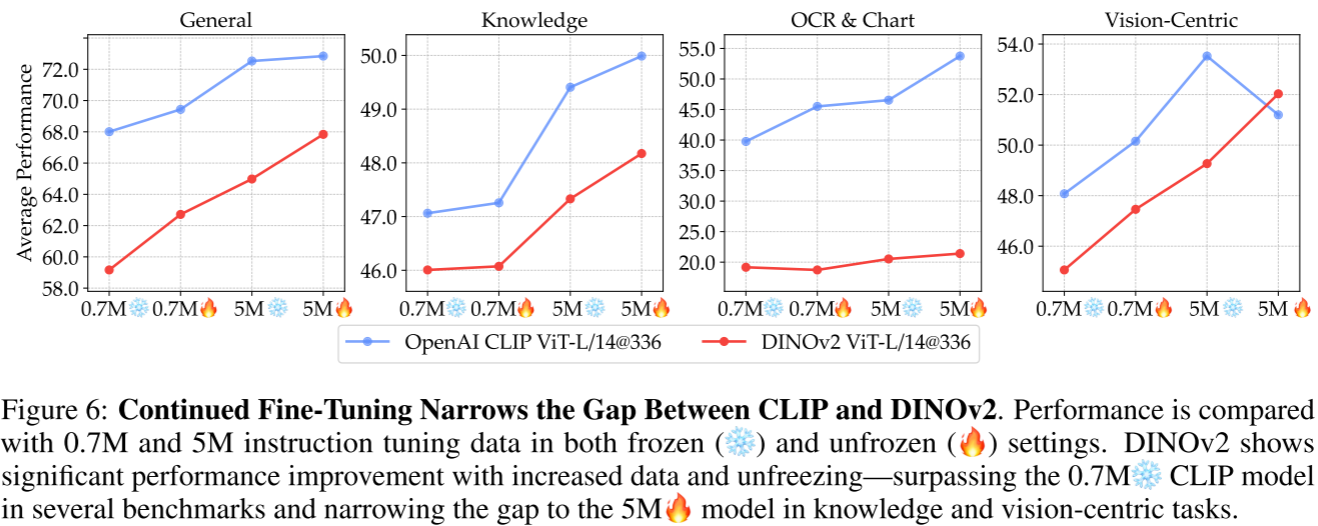 General
Knowledge
OCR & Chart
Vision-Centric
Average Performance
72.0
70.0
68.0
66.0
64.0
62.0
60.0
58.0
0.7M❄️ 0.7M🔥 5M❄️ 5M🔥
50.0
49.0
48.0
47.0
46.0
0.7M❄️ 0.7M🔥 5M❄️ 5M🔥
55.0
50.0
45.0
40.0
35.0
30.0
25.0
20.0
0.7M❄️ 0.7M🔥 5M❄️ 5M🔥
54.0
52.0
50.0
48.0
46.0
0.7M❄️ 0.7M🔥 5M❄️ 5M🔥
OpenAI CLIP ViT-L/14@336
DINOv2 ViT-L/14@336
Figure 6: Continued Fine-Tuning Narrows the Gap Between CLIP and DINOv2. Performance is compared
with 0.7M and 5M instruction tuning data in both frozen (❄️) and unfrozen (🔥) settings. DINOv2 shows
significant performance improvement with increased data and unfreezing—surpassing the 0.7M❄️ CLIP model
in several benchmarks and narrowing the gap to the 5M🔥 model in knowledge and vision-centric tasks.